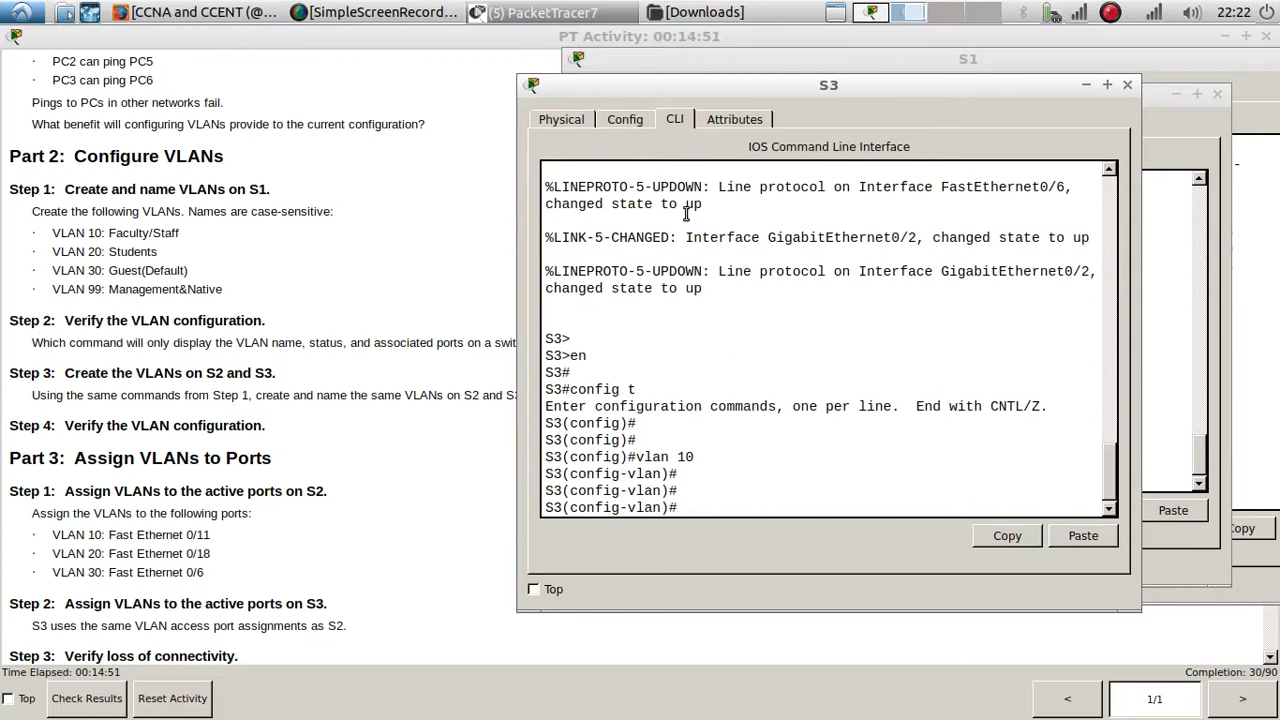 [CCNA and CCENT (@...
[SimpleScreenRecord...
(5) PacketTracer7
[Downloads]
22:22
PT Activity: 00:14:51
· PC2 can ping PC5
· PC3 can ping PC6
Pings to PCs in other networks fail.
What benefit will configuring VLANs provide to the current configuration?
Part 2: Configure VLANs
Step 1: Create and name VLANs on S1.
Create the following VLANs. Names are case-sensitive:
· VLAN 10: Faculty/Staff
· VLAN 20: Students
· VLAN 30: Guest(Default)
· VLAN 99: Management&Native
Step 2: Verify the VLAN configuration.
Which command will only display the VLAN name, status, and associated ports on a swit
Step 3: Create the VLANs on S2 and S3.
Using the same commands from Step 1, create and name the same VLANs on S2 and S3
Step 4: Verify the VLAN configuration.
Part 3: Assign VLANs to Ports
Step 1: Assign VLANs to the active ports on S2.
Assign the VLANs to the following ports:
· VLAN 10: Fast Ethernet 0/11
· VLAN 20: Fast Ethernet 0/18
· VLAN 30: Fast Ethernet 0/6
Step 2: Assign VLANs to the active ports on S3.
S3 uses the same VLAN access port assignments as S2.
Step 3: Verify loss of connectivity.
Time Elapsed: 00:14:51
Completion: 30/90
Top
Check Results
Reset Activity
<
1/1
>
S1
S3
Physical
Config
CLI
Attributes
IOS Command Line Interface
%LINEPROTO-5-UPDOWN: Line protocol on Interface FastEthernet0/6,
changed state to up
%LINK-5-CHANGED: Interface GigabitEthernet0/2, changed state to up
%LINEPROTO-5-UPDOWN: Line protocol on Interface GigabitEthernet0/2,
changed state to up
S3>
S3>en
S3#
S3#config t
Enter configuration commands, one per line.  End with CNTL/Z.
S3(config)#
S3(config)#
S3(config)#vlan 10
S3(config-vlan)#
S3(config-vlan)#
S3(config-vlan)#
Copy
Paste
Top
Paste
Copy